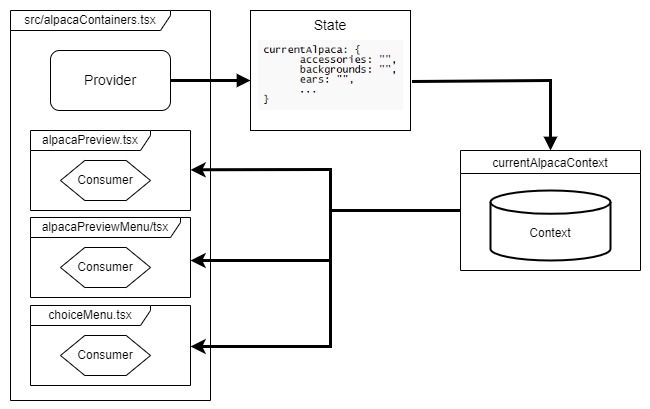 src/alpacaContainers.tsx
Provider
State
currentAlpaca: {
accessories: "",
backgrounds: "",
ears: "",
...
}
alpacaPreview.tsx
Consumer
currentAlpacaContext
Context
alpacaPreviewMenu/tsx
Consumer
choiceMenu.tsx
Consumer